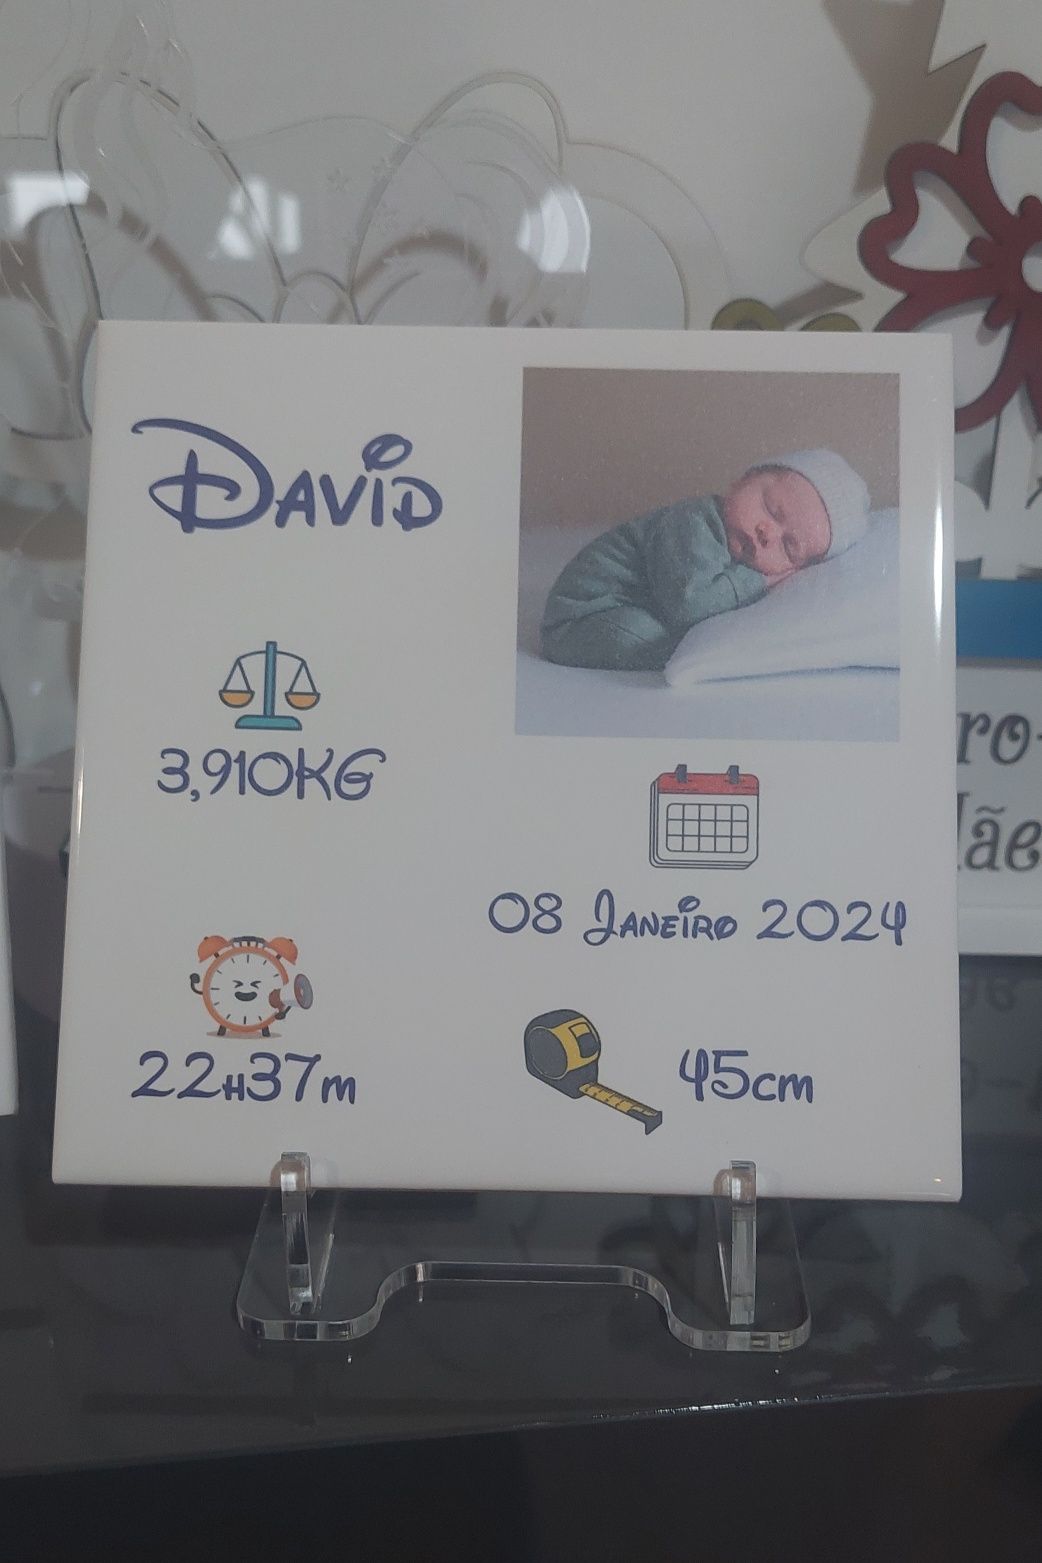 David
3,910KG
08 Janeiro 2024
22H37m
45cm